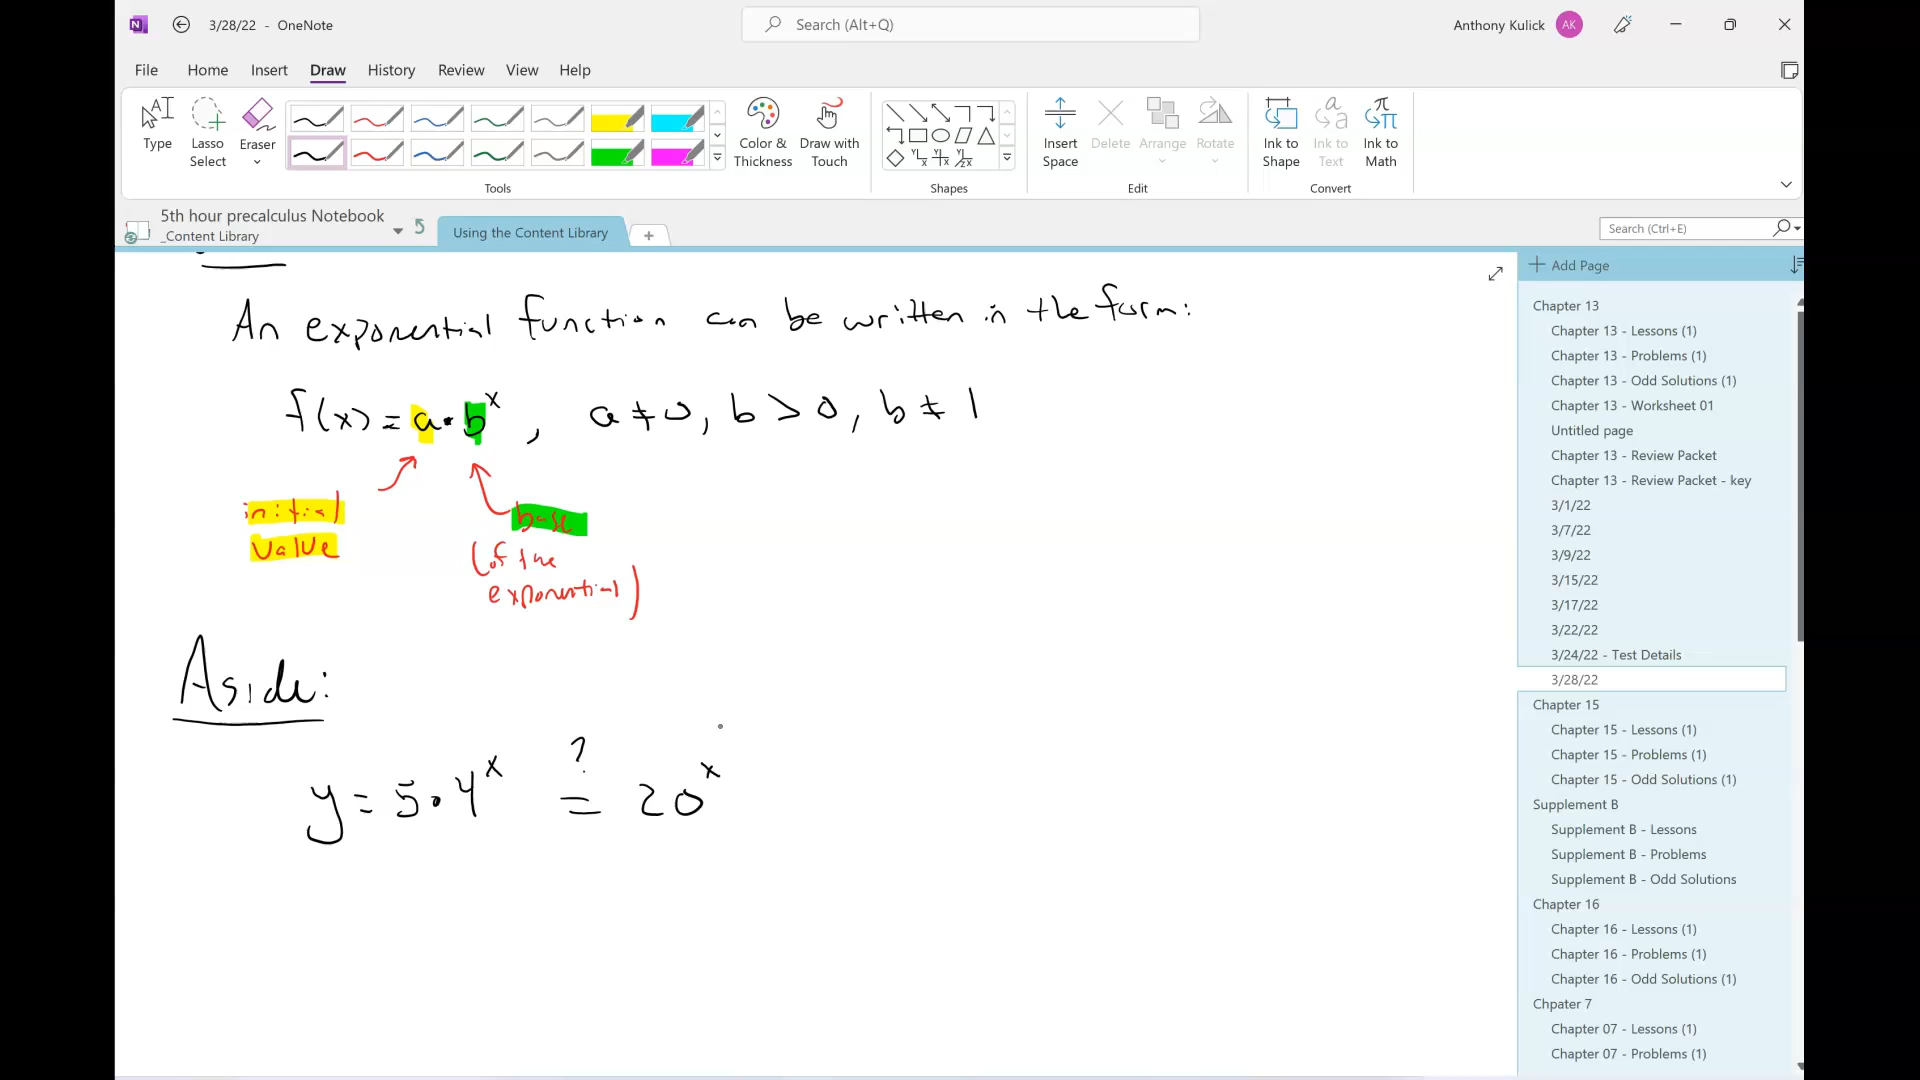 3/28/22 - OneNote
Search (Alt+Q)
Anthony Kulick AK
File Home Insert Draw History Review View Help
Type
Lasso Select
Eraser
Color & Thickness
Draw with Touch
Insert Space
Delete
Arrange
Rotate
Ink to Shape
Ink to Text
Ink to Math
Tools
Shapes
Edit
Convert
5th hour precalculus Notebook
_Content Library
Using the Content Library
Search (Ctrl+E)
An exponential function can be written in the form:
f(x) = a • b^x , a ≠ 0, b > 0, b ≠ 1
initial
value
base
(of the
exponential)
Aside:
y = 5 • 4^x ?= 20^x
Add Page
Chapter 13
Chapter 13 - Lessons (1)
Chapter 13 - Problems (1)
Chapter 13 - Odd Solutions (1)
Chapter 13 - Worksheet 01
Untitled page
Chapter 13 - Review Packet
Chapter 13 - Review Packet - key
3/1/22
3/7/22
3/9/22
3/15/22
3/17/22
3/22/22
3/24/22 - Test Details
3/28/22
Chapter 15
Chapter 15 - Lessons (1)
Chapter 15 - Problems (1)
Chapter 15 - Odd Solutions (1)
Supplement B
Supplement B - Lessons
Supplement B - Problems
Supplement B - Odd Solutions
Chapter 16
Chapter 16 - Lessons (1)
Chapter 16 - Problems (1)
Chapter 16 - Odd Solutions (1)
Chpater 7
Chapter 07 - Lessons (1)
Chapter 07 - Problems (1)